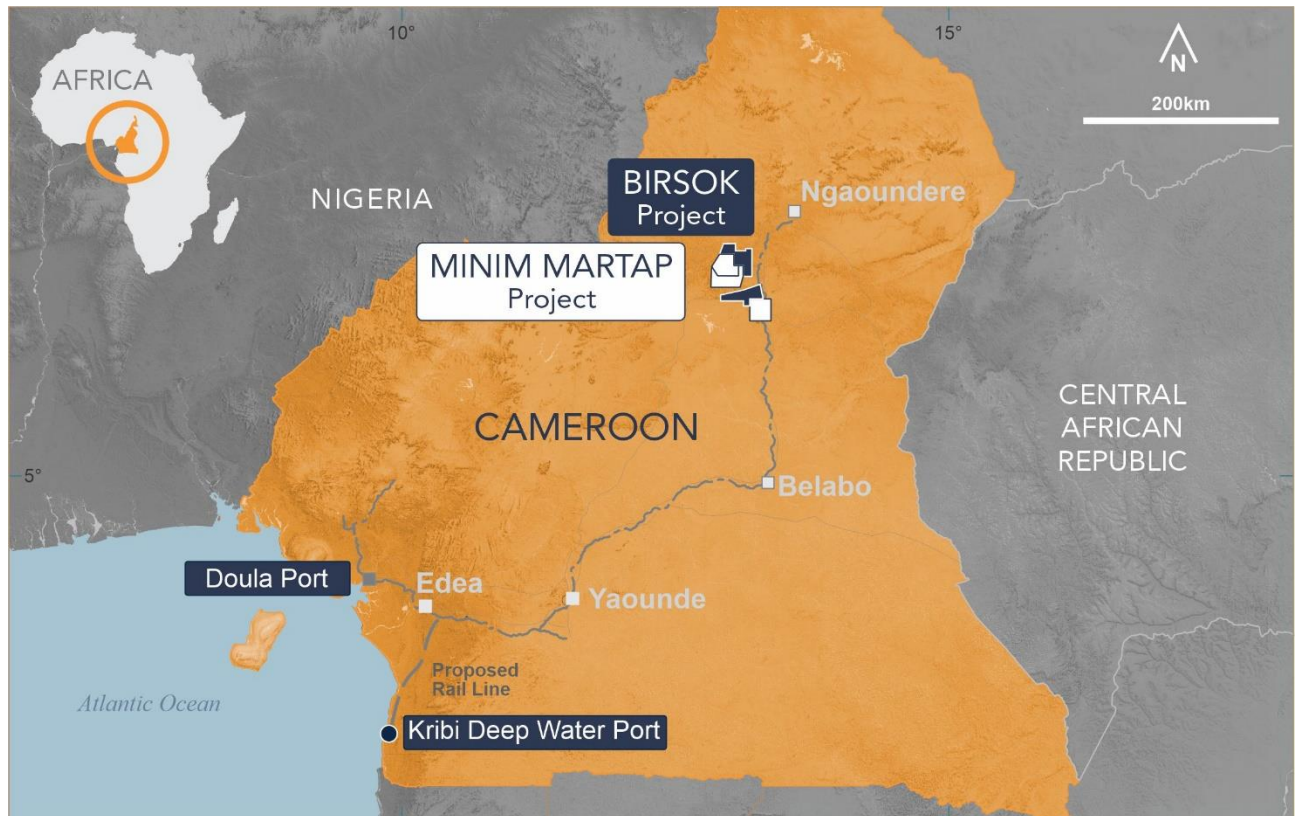 10°
15°
AFRICA
N
200km
NIGERIA
BIRSOK
Project
Ngaoundere
MINIM MARTAP
Project
CAMEROON
CENTRAL
AFRICAN
REPUBLIC
5°
Belabo
Doula Port
Edea
Yaounde
Proposed
Rail Line
Atlantic Ocean
Kribi Deep Water Port